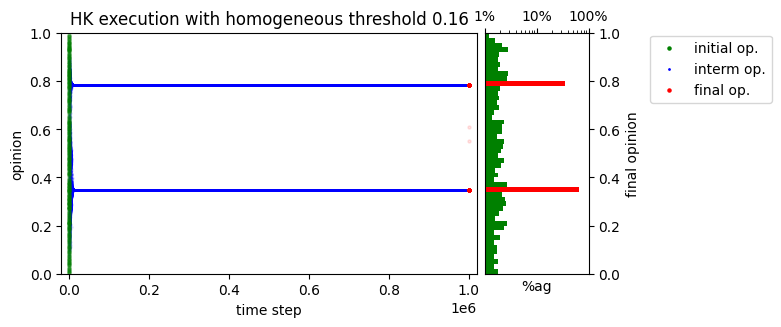 HK execution with homogeneous threshold 0.16
1% 10% 100%
1.0
0.8
0.6
0.4
0.2
0.0
opinion
0.0 0.2 0.4 0.6 0.8 1.0
1e6
time step
%ag
1.0
0.8
0.6
0.4
0.2
0.0
final opinion
initial op.
interm op.
final op.